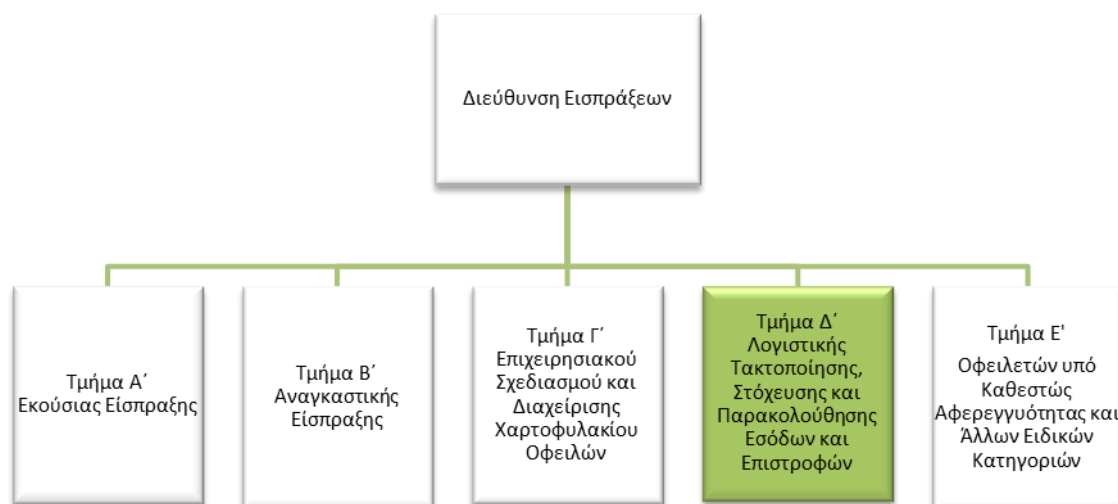 Διεύθυνση Εισπράξεων
Τμήμα Α΄
Εκούσιας Είσπραξης
Τμήμα Β΄
Αναγκαστικής
Είσπραξης
Τμήμα Γ΄
Επιχειρησιακού
Σχεδιασμού και
Διαχείρισης
Χαρτοφυλακίου
Οφειλών
Τμήμα Δ΄
Λογιστικής
Τακτοποίησης,
Στόχευσης και
Παρακολούθησης
Εσόδων και
Επιστροφών
Τμήμα Ε'
Οφειλετών υπό
Καθεστώς
Αφερεγγυότητας και
Άλλων Ειδικών
Κατηγοριών